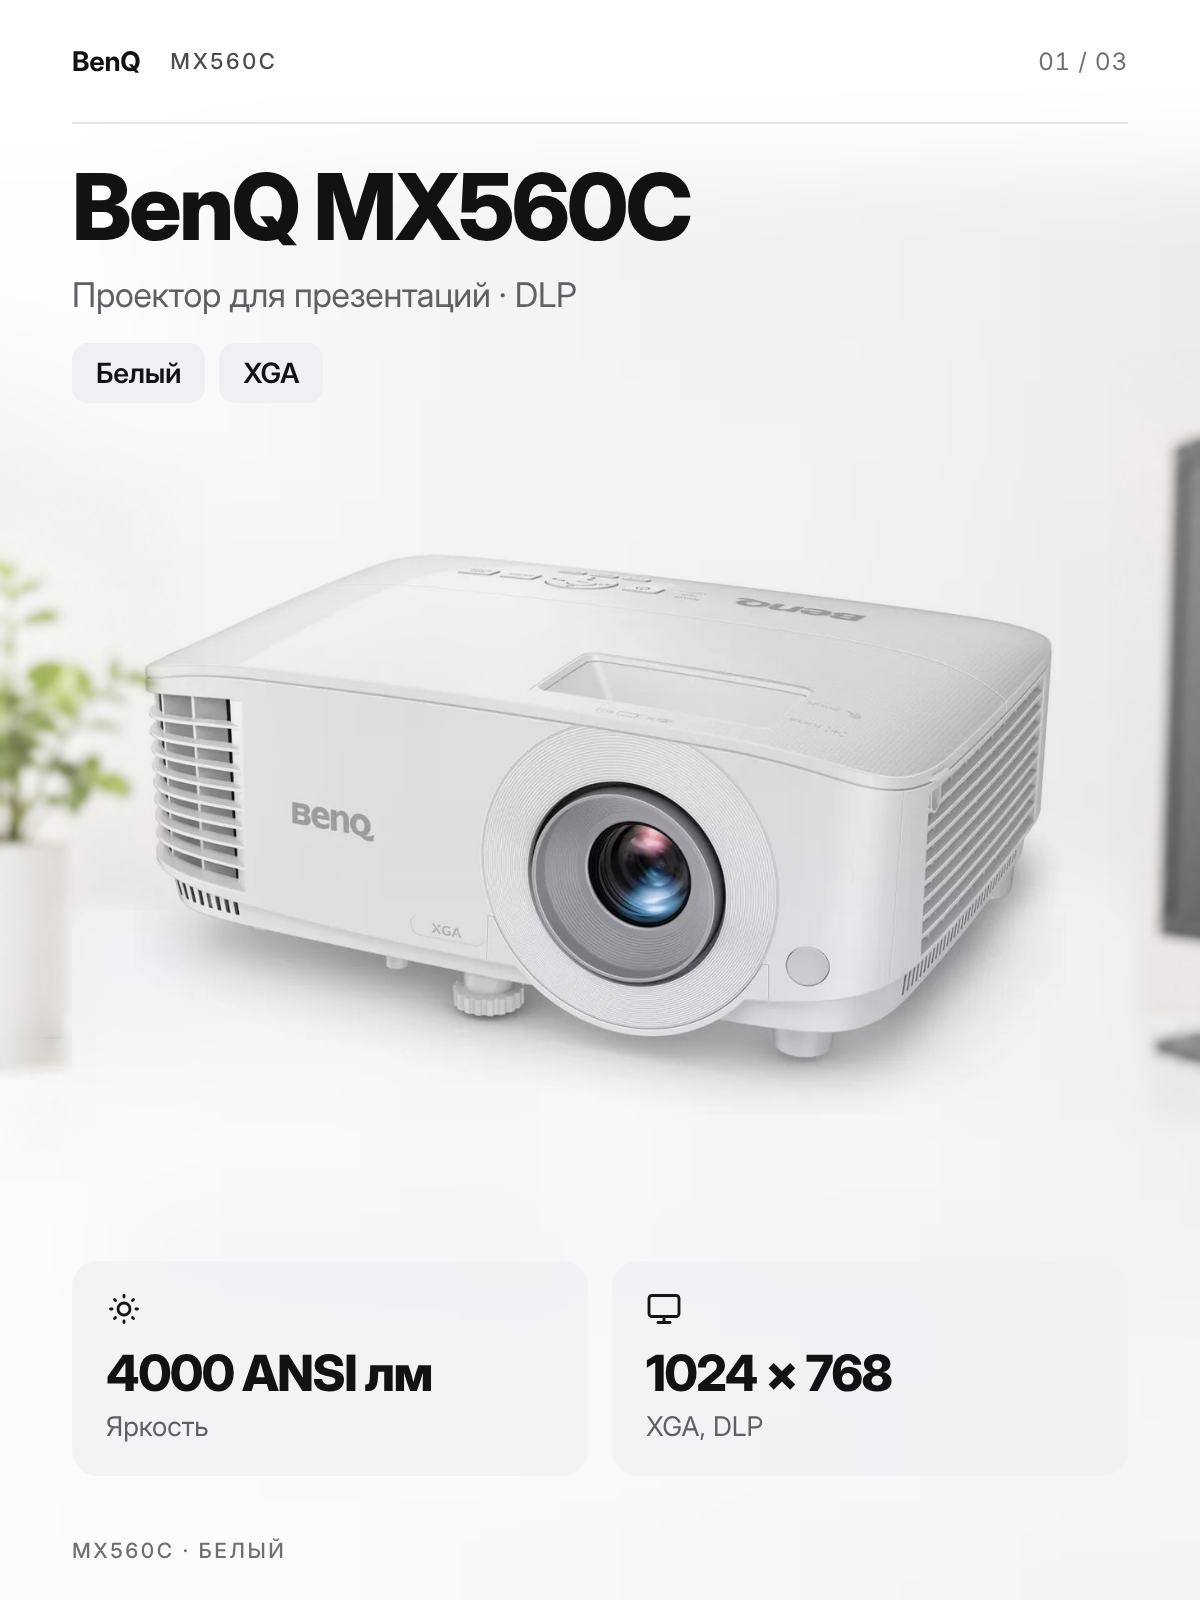 BenQ MX560C 01 / 03
BenQ MX560C
Проектор для презентаций · DLP
Белый XGA
BenQ
BenQ
XGA
4000 ANSI лм 1024 × 768
Яркость XGA, DLP
MX560C · БЕЛЫЙ